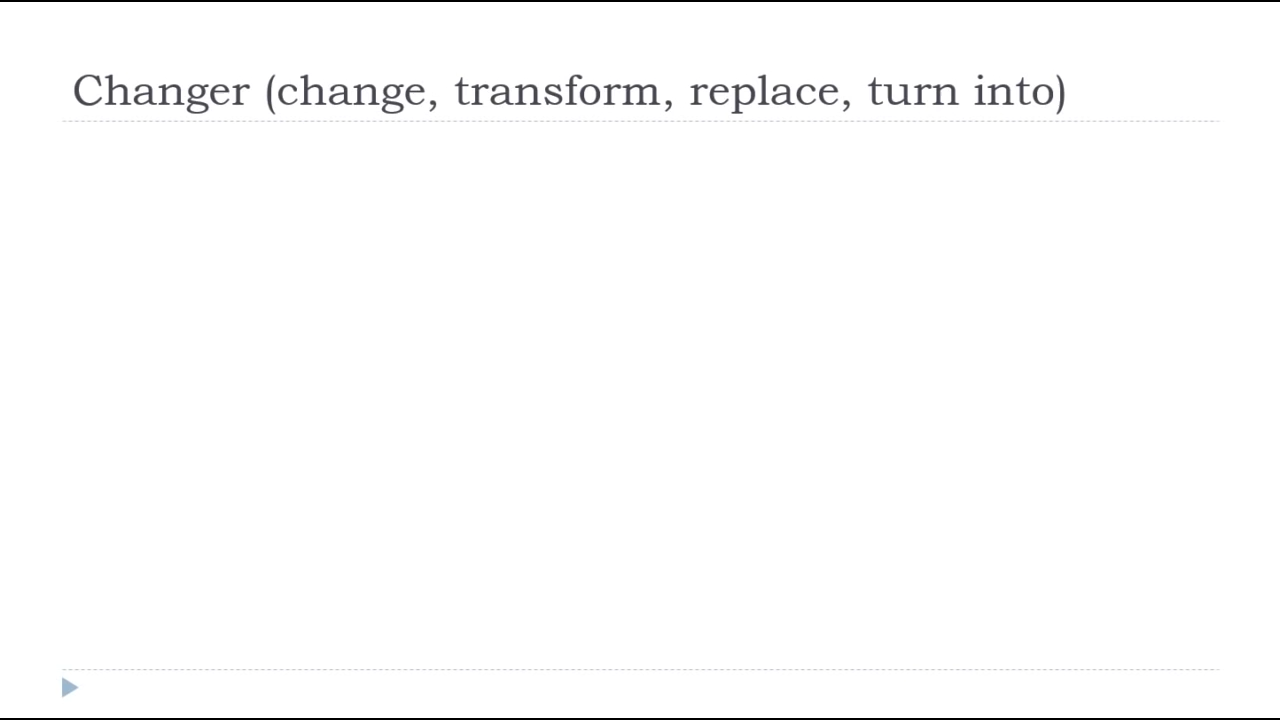 Changer (change, transform, replace, turn into)